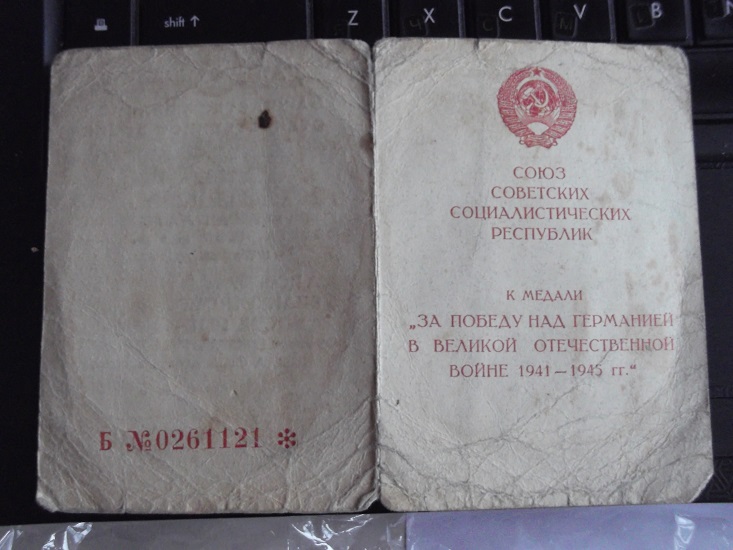 shift ↑
Z X C V B
Б №0261121 *
СОЮЗ
СОВЕТСКИХ
СОЦИАЛИСТИЧЕСКИХ
РЕСПУБЛИК
К МЕДАЛИ
„ЗА ПОБЕДУ НАД ГЕРМАНИЕЙ
В ВЕЛИКОЙ ОТЕЧЕСТВЕННОЙ
ВОЙНЕ 1941—1945 гг.“